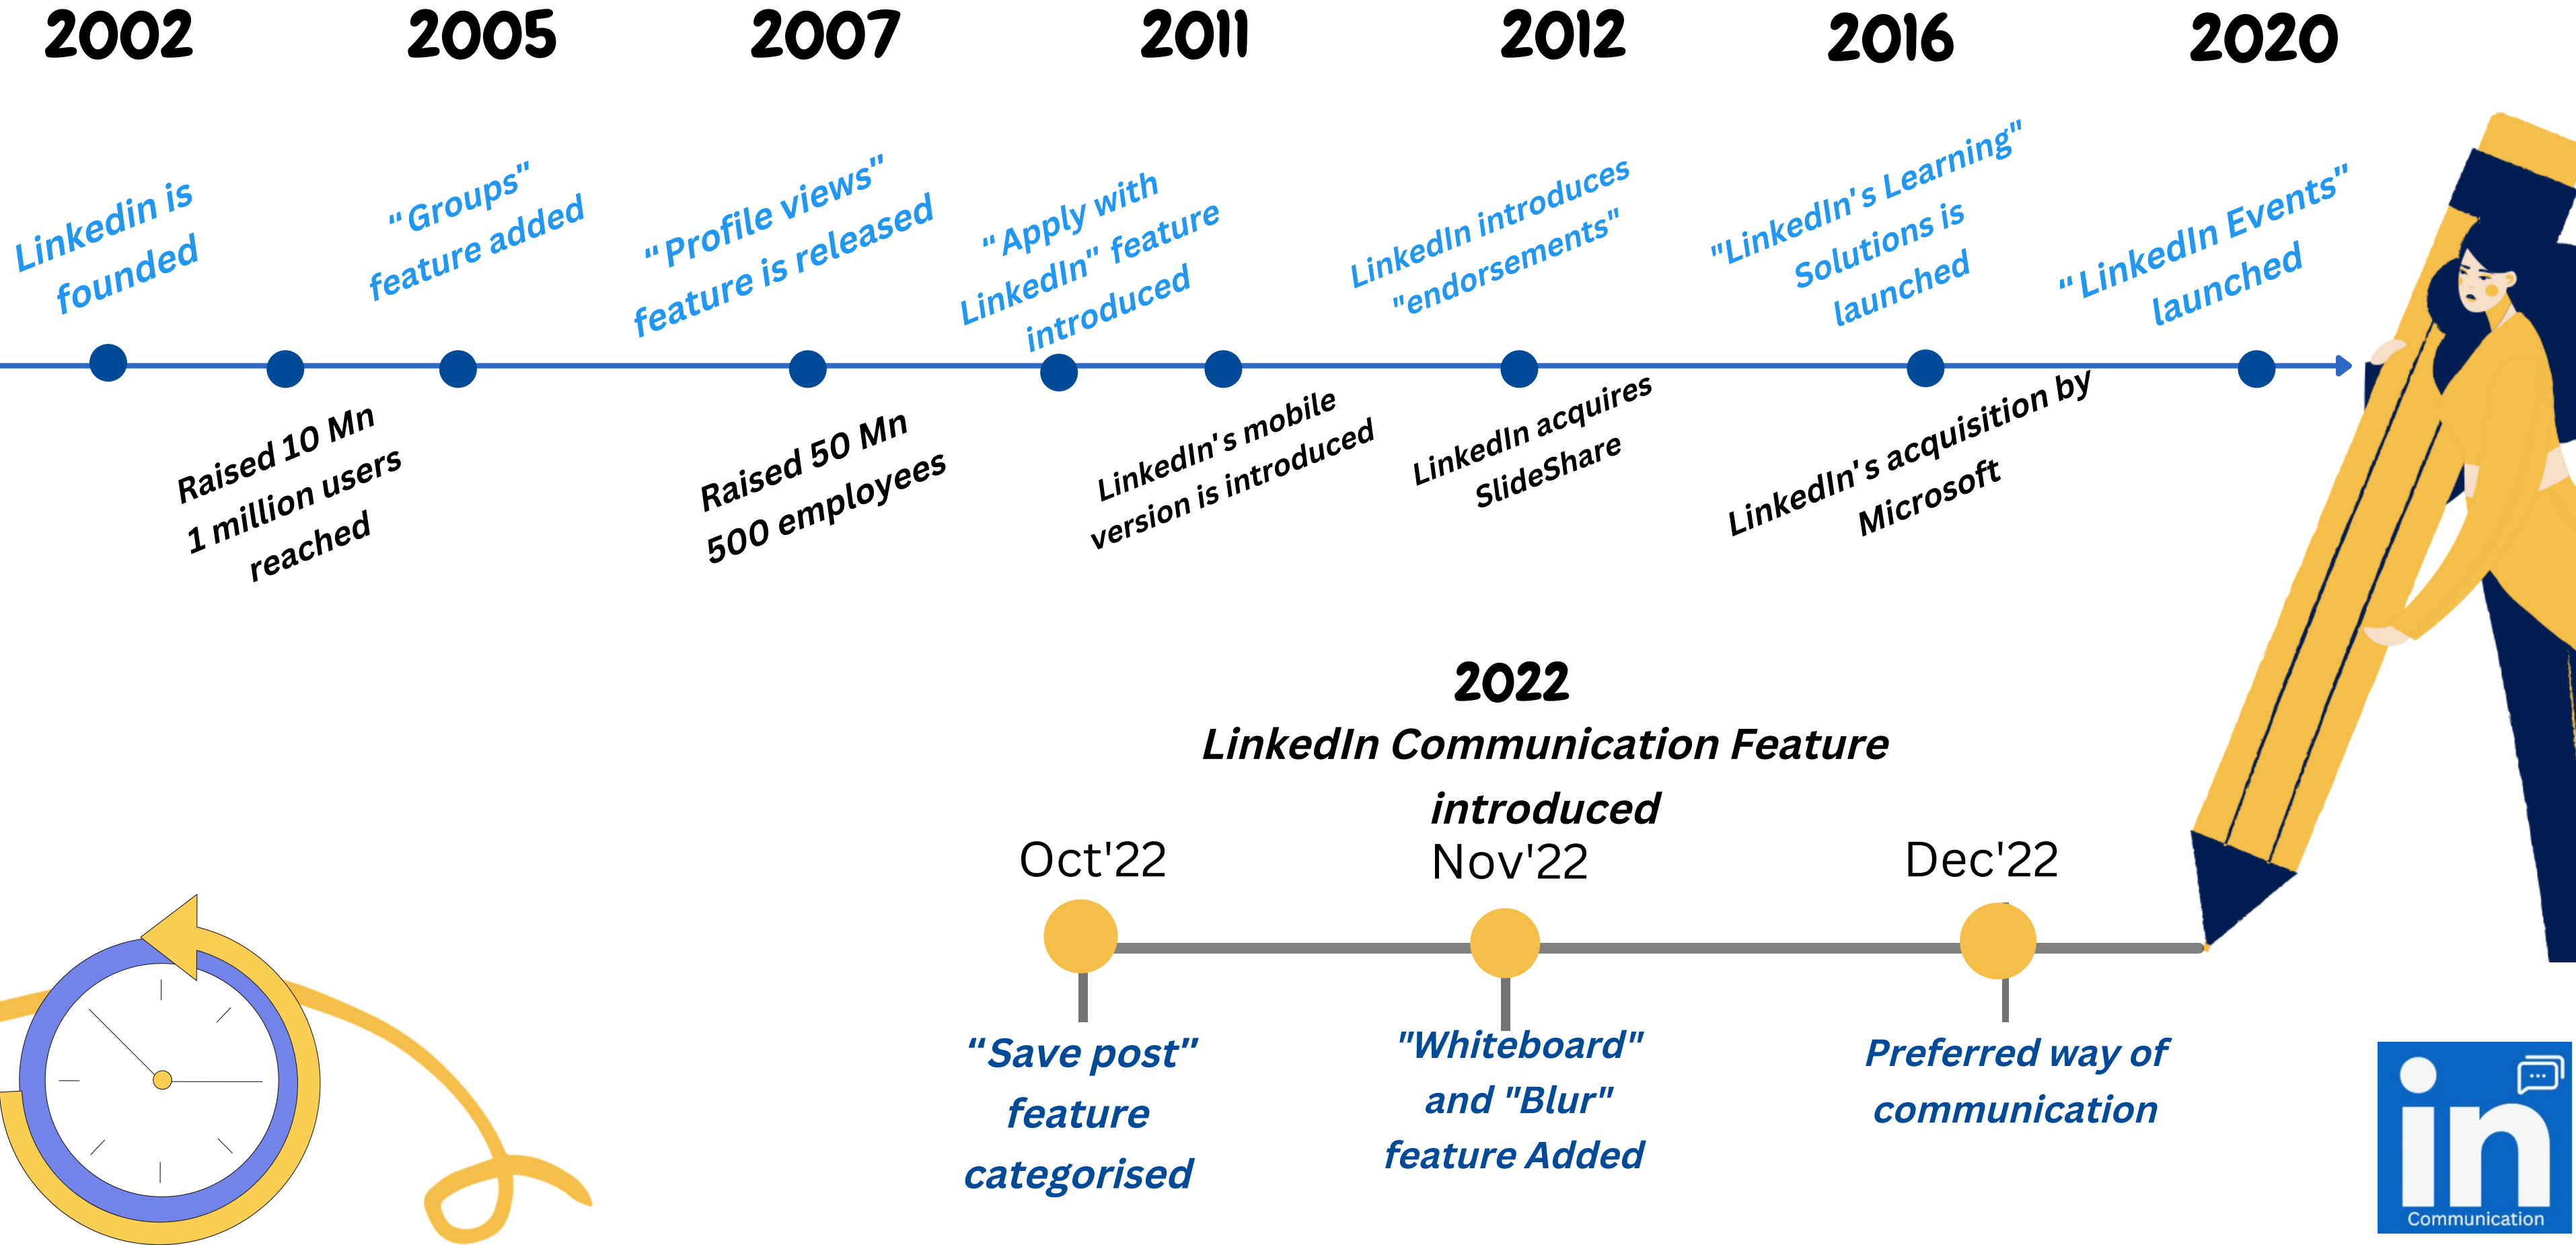 2002
2005
2007
2011
2012
2016
2020
Linkedin is
founded
"Groups"
feature added
"Profile views"
feature is released
"Apply with
LinkedIn" feature
introduced
LinkedIn introduces
"endorsements"
"LinkedIn's Learning"
Solutions is
launched
"LinkedIn Events"
launched
Raised 10 Mn
1 million users
reached
Raised 50 Mn
500 employees
LinkedIn's mobile
version is introduced
LinkedIn acquires
SlideShare
LinkedIn's acquisition by
Microsoft
2022
LinkedIn Communication Feature
introduced
Oct'22
Nov'22
Dec'22
"Save post"
feature
categorised
"Whiteboard"
and "Blur"
feature Added
Preferred way of
communication
in
Communication